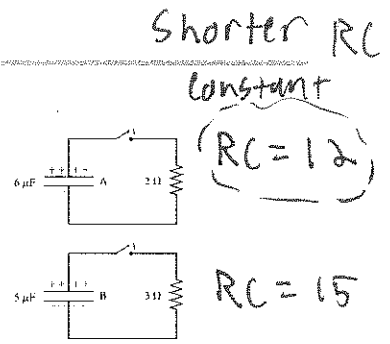 Shorter RC
constant
RC = 12
6 µF
+ + + +
A
2 Ω
RC = 15
5 µF
+ + + +
B
3 Ω